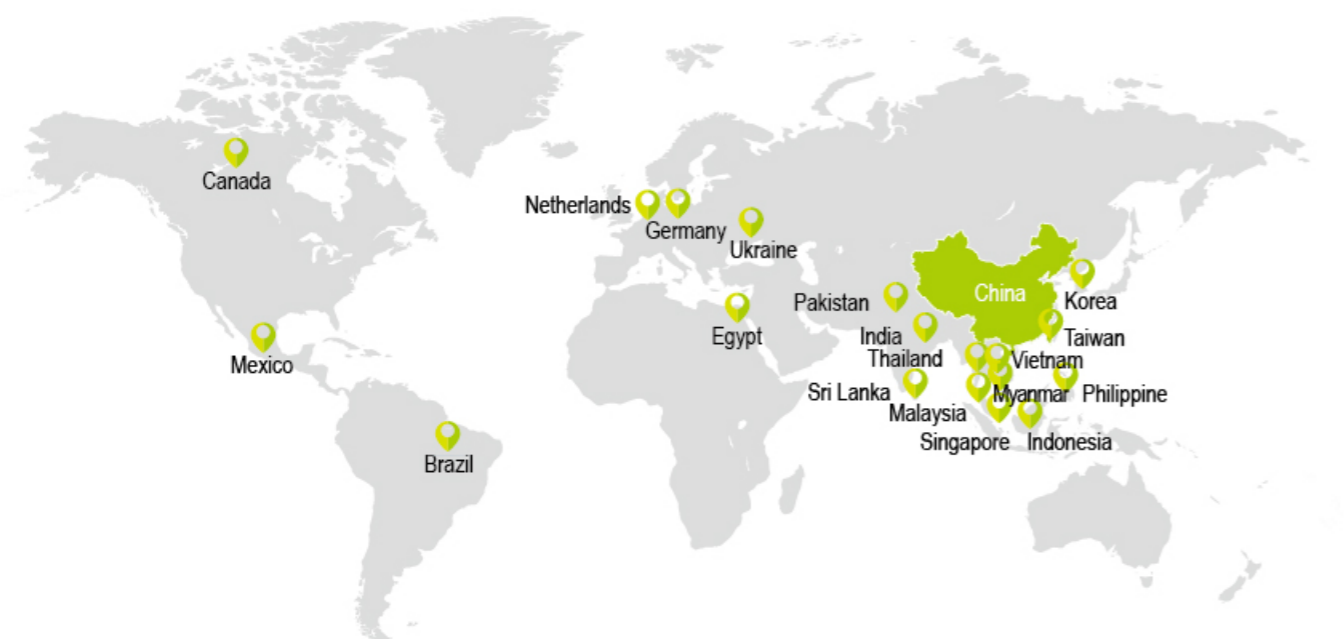 Canada
Netherlands
Germany
Ukraine
China
Korea
Pakistan
Egypt
India
Taiwan
Thailand
Vietnam
Mexico
Sri Lanka
Myanmar
Philippine
Malaysia
Singapore
Indonesia
Brazil